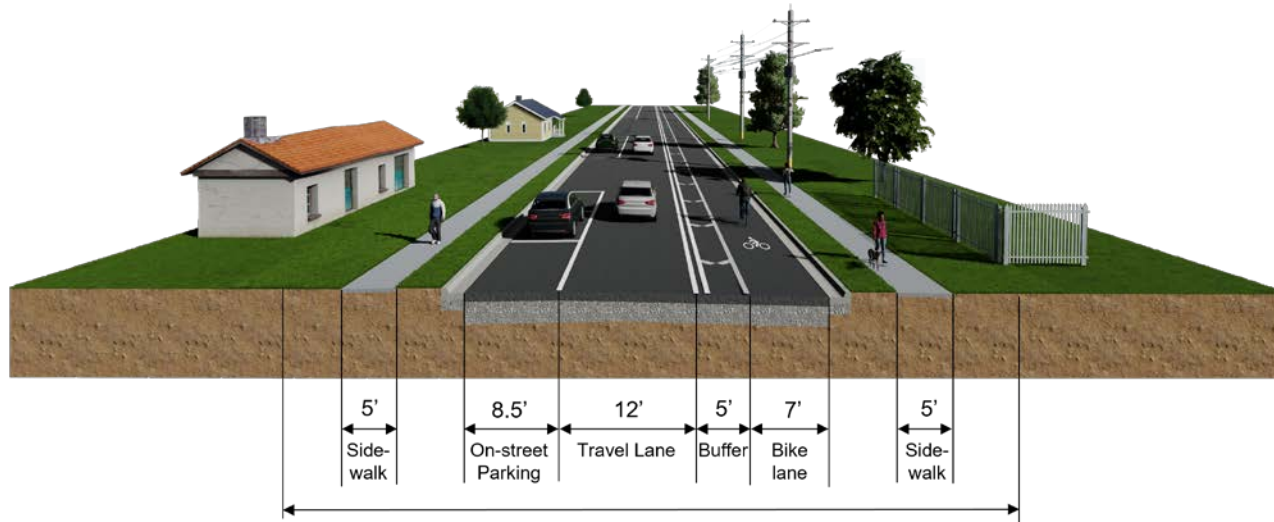 5’ 8.5’ 12’ 5’ 7’ 5’
Side- On-street Travel Lane Buffer Bike Side-
walk Parking lane walk